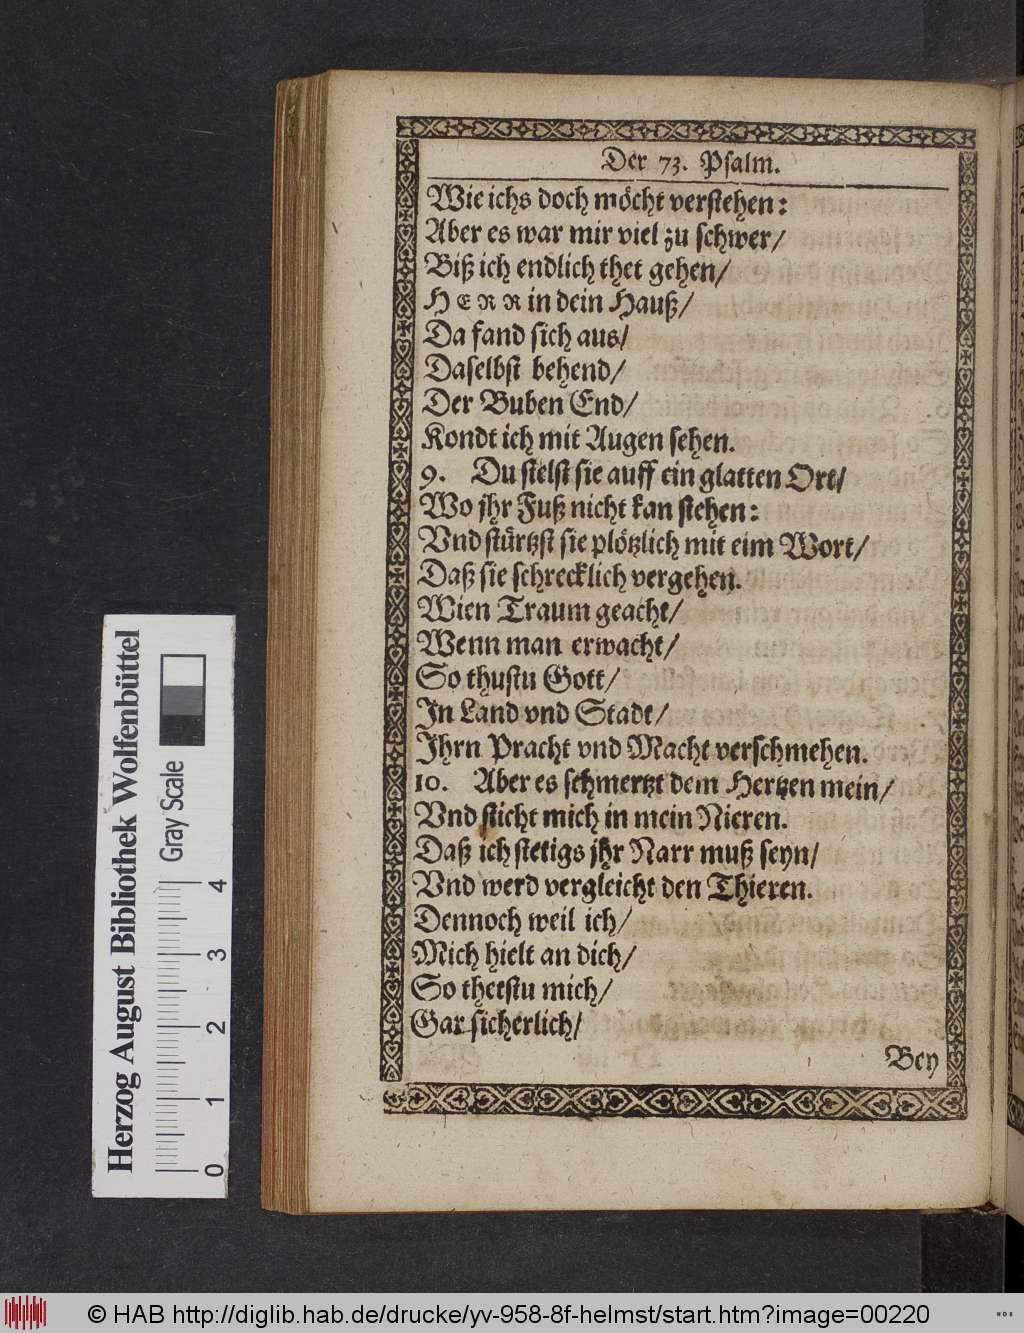 Der 73. Psalm.
Wie ichs doch möcht verstehen:
Aber es war mir viel zu schwer/
Biß ich endlich thet gehen/
HERR in dein Hauß/
Da fand sich aus/
Daselbst behend/
Der Buben End/
Kondt ich mit Augen sehen.
9. Du stelst sie auff ein glatten Ort/
Wo jhr Fuß nicht kan stehen:
Vnd stürtzst sie plötzlich mit eim Wort/
Daß sie schrecklich vergehen.
Wien Traum geacht/
Wenn man erwacht/
So thustu Gott/
In Land vnd Stadt/
Ihrn Pracht vnd Macht verschmehen.
10. Aber es schmertzt dem Hertzen mein/
Vnd sticht mich in mein Nieren.
Daß ich stetigs jhr Narr muß seyn/
Vnd werd vergleicht den Thieren.
Dennoch weil ich/
Mich hielt an dich/
So thetstu mich/
Gar sicherlich/
Bey
Herzog August Bibliothek Wolfenbüttel
Gray Scale
0 1 2 3 4
© HAB http://diglib.hab.de/drucke/yv-958-8f-helmst/start.htm?image=00220